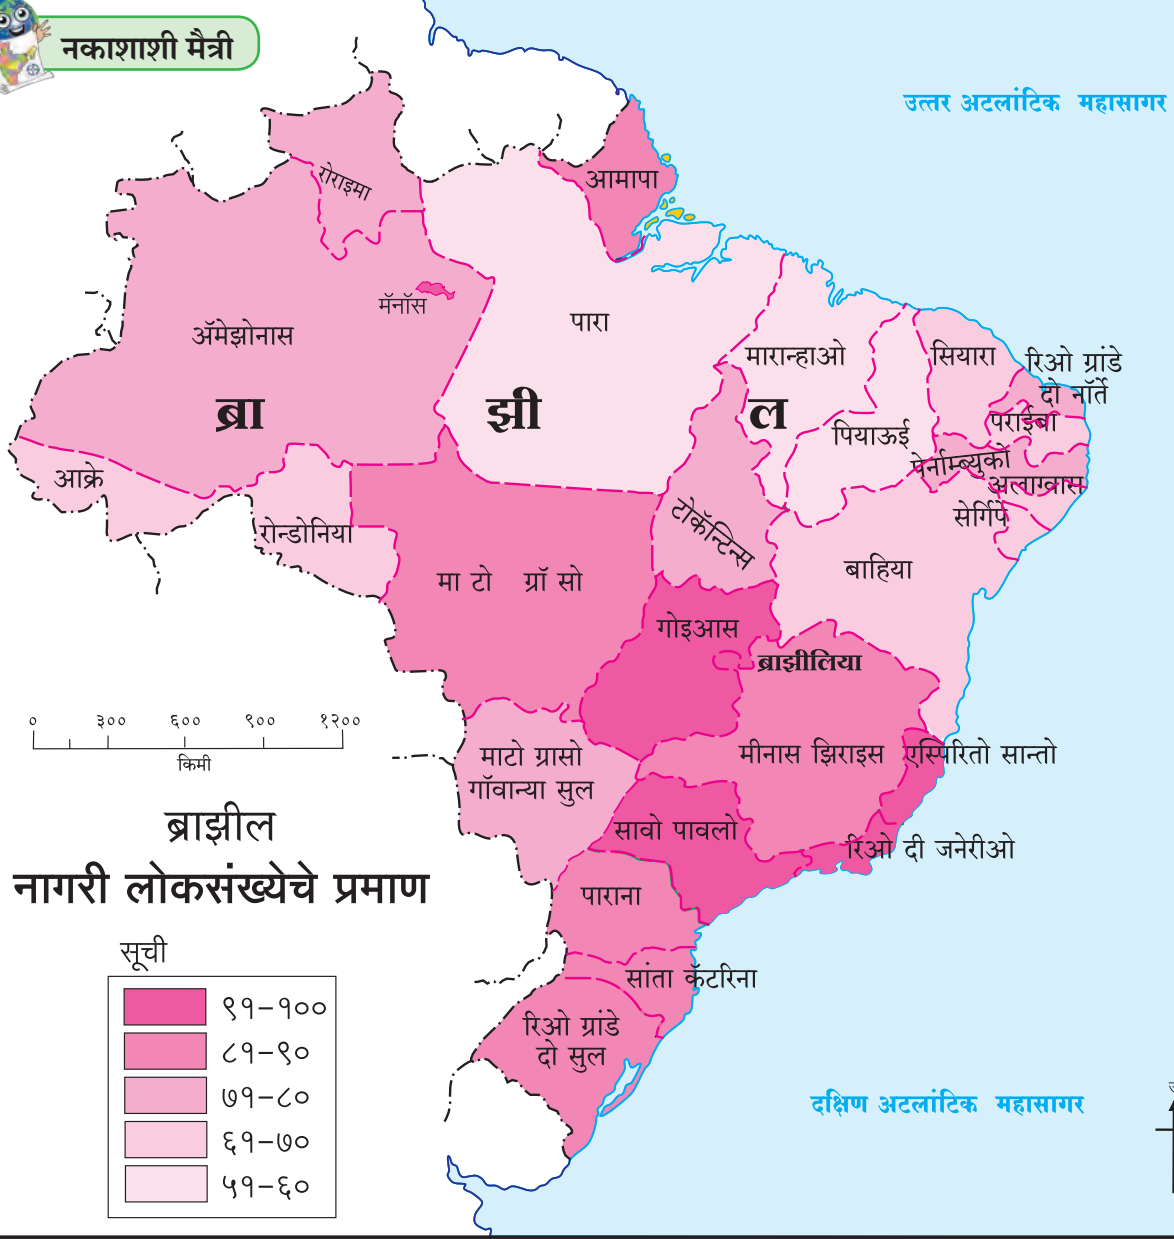 नकाशाशी मैत्री
उत्तर अटलांटिक महासागर
आमापा
रोराइमा
मॅनॉस
ॲमेझोनास
पारा
मारान्हाओ
सियारा
रिओ ग्रांडे
दो नॉर्ते
ब्रा
झी
ल
पराईबा
पियाऊई
पेर्नाम्ब्युको
अलाग्वास
आक्रे
सेर्गिपे
रोन्डोनिया
टोकॅन्टिन्स
बाहिया
मा टो ग्रॉ सो
गोइआस
ब्राझीलिया
० ३०० ६०० ९०० १२००
किमी
माटो ग्रासो
गॉवान्या सुल
मीनास झिराइस
एस्पिरितो सान्तो
सावो पावलो
रिओ दी जनेरीओ
ब्राझील
नागरी लोकसंख्येचे प्रमाण
पाराना
सांता कॅटरिना
रिओ ग्रांडे
दो सुल
सूची
९१–१००
८१–९०
७१–८०
६१–७०
५१–६०
दक्षिण अटलांटिक महासागर